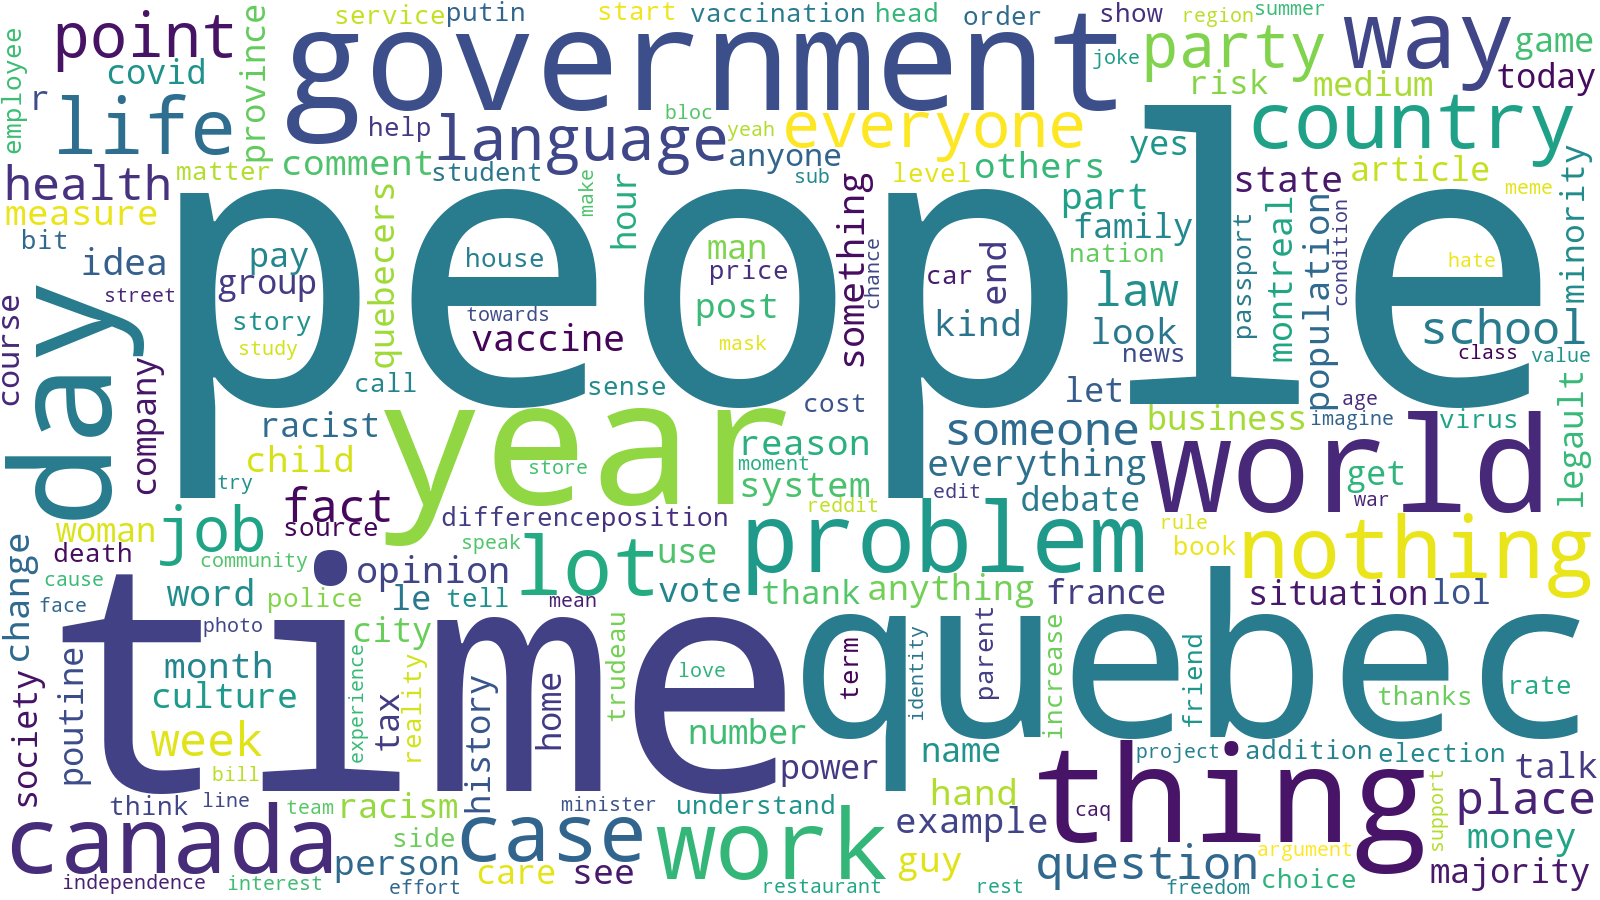 employee
point
covid
r
life
province
service
putin
start
vaccination
head
order
show
region
summer
government
joke
party
way
game
risk
medium
today
help
language
bloc
yeah
everyone
anyone
sub
country
yes
health
matter
comment
student
make
hour
level
others
part
family
nation
state
article
minority
meme
measure
bit
idea
street
people
pay
group
story
study
quebecers
house
towards
vaccine
man
price
post
mask
something
chance
car
end
kind
law
look
news
passport
montreal
population
condition
hate
school
class
value
course
day
company
call
sense
cost
let
business
age
imagine
virus
legault
racist
child
try
year
store
reason
moment
system
reddit
someone
everything
edit
debate
world
get
war
fact
source
woman
job
death
community
difference
position
speak
lot
use
problem
rule
book
nothing
change
cause
face
word
photo
police
opinion
le
tell
mean
vote
thank
anything
france
situation
lol
time
quebec
city
society
poutine
month
culture
week
bill
experience
tax
reality
history
home
trudeau
love
number
term
identity
name
parent
increase
friend
thanks
rate
power
project
addition
election
talk
think
line
team
racism
side
minister
understand
hand
example
thing
caq
support
place
money
canada
person
case
work
guy
question
argument
majority
independence
interest
effort
care
see
restaurant
rest
freedom
choice